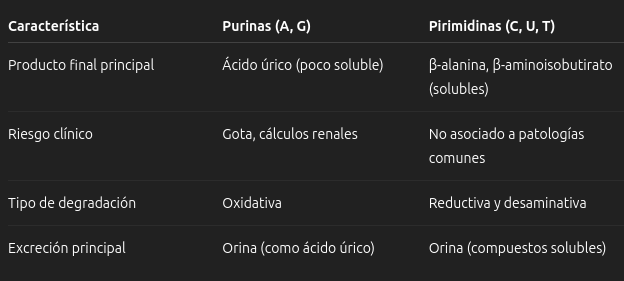 Característica Purinas (A, G) Pirimidinas (C, U, T)
Producto final principal Ácido úrico (poco soluble) β-alanina, β-aminoisobutirato
(solubles)
Riesgo clínico Gota, cálculos renales No asociado a patologías
comunes
Tipo de degradación Oxidativa Reductiva y desaminativa
Excreción principal Orina (como ácido úrico) Orina (compuestos solubles)